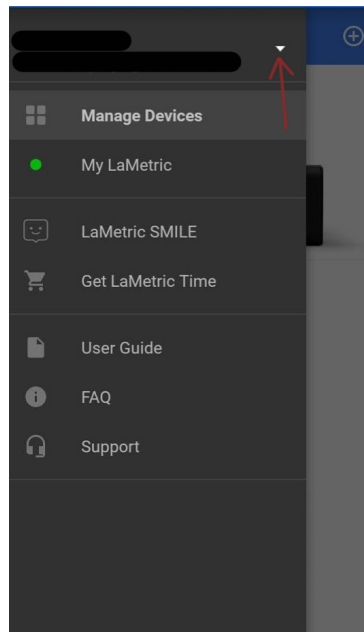 Manage Devices
My LaMetric
LaMetric SMILE
Get LaMetric Time
User Guide
FAQ
Support